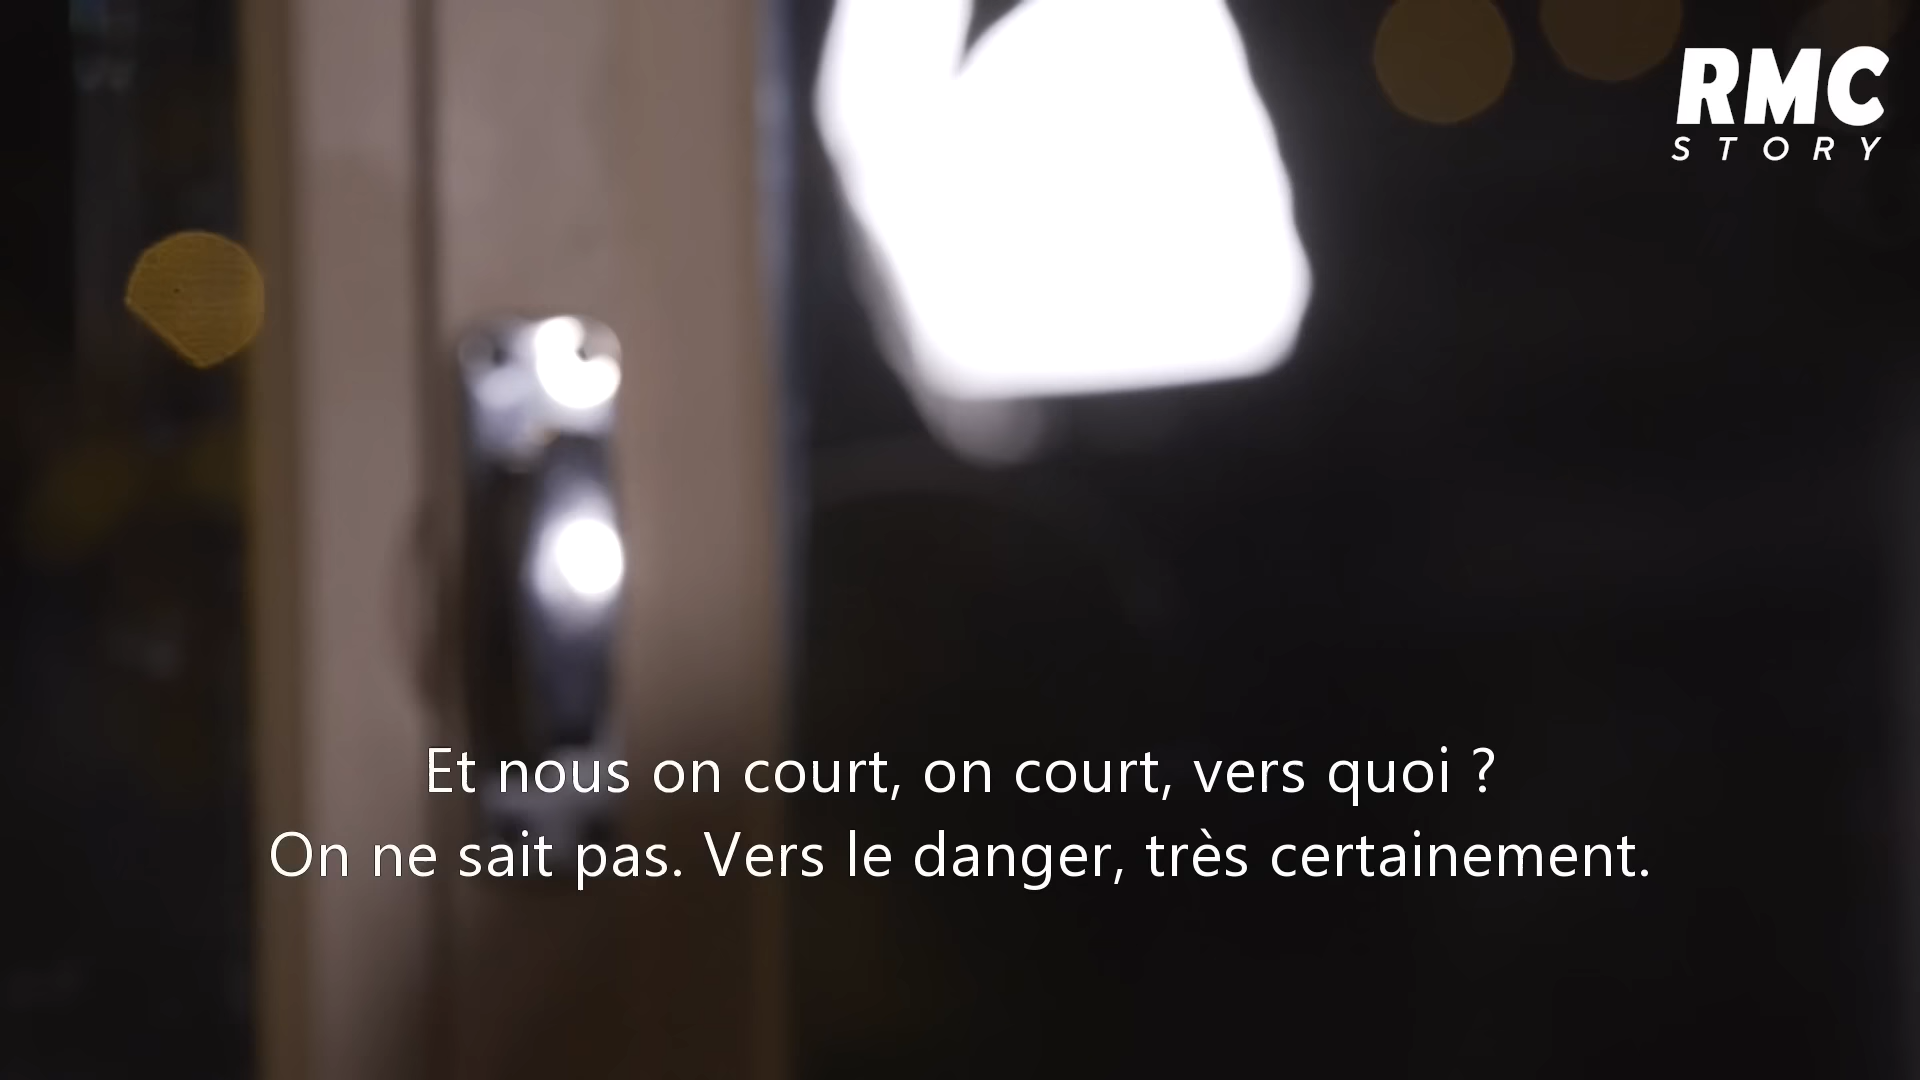 RMC
STORY
Et nous on court, on court, vers quoi ?
On ne sait pas. Vers le danger, très certainement.